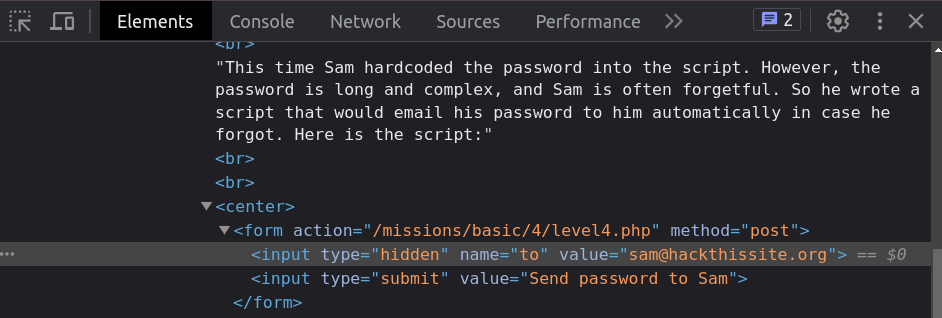 Elements Console Network Sources Performance 2
<br>
"This time Sam hardcoded the password into the script. However, the
password is long and complex, and Sam is often forgetful. So he wrote a
script that would email his password to him automatically in case he
forgot. Here is the script:"
<br>
<br>
<center>
<form action="/missions/basic/4/level4.php" method="post">
<input type="hidden" name="to" value="sam@hackthissite.org"> == $0
<input type="submit" value="Send password to Sam">
</form>